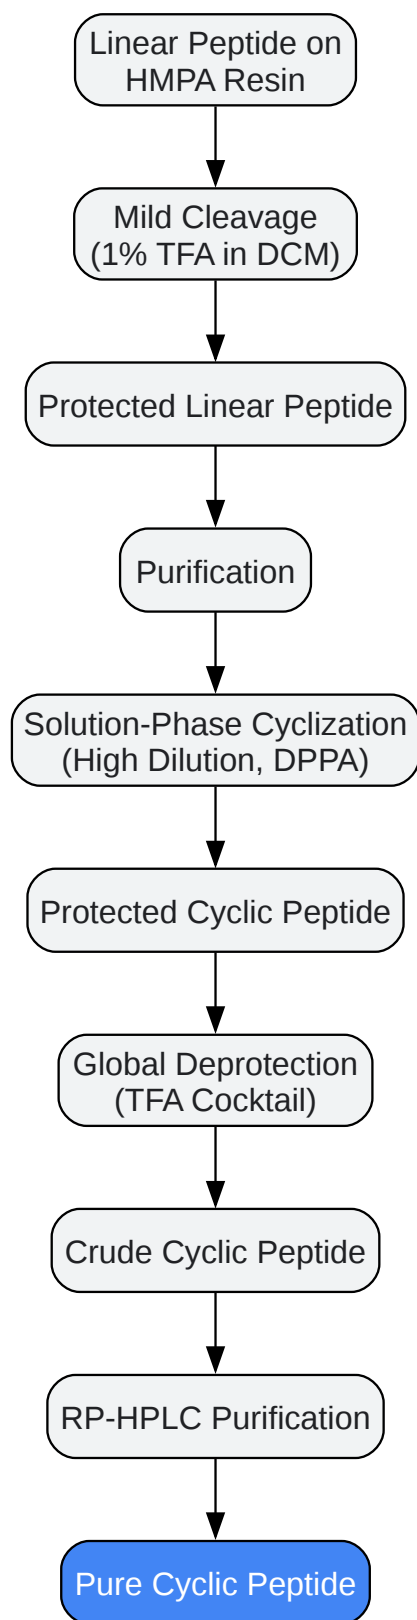 Linear Peptide on
HMPA Resin
Mild Cleavage
(1% TFA in DCM)
Protected Linear Peptide
Purification
Solution-Phase Cyclization
(High Dilution, DPPA)
Protected Cyclic Peptide
Global Deprotection
(TFA Cocktail)
Crude Cyclic Peptide
RP-HPLC Purification
Pure Cyclic Peptide